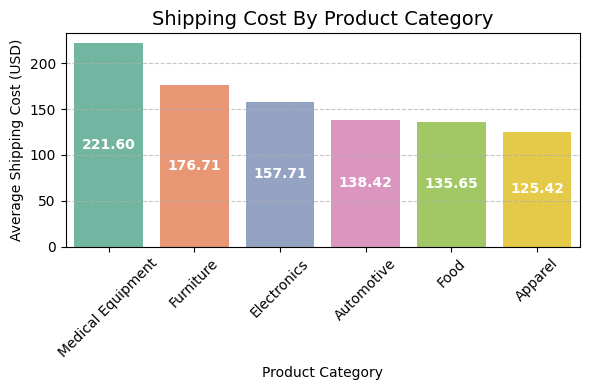 Shipping Cost By Product Category
Average Shipping Cost (USD)
200
150
100
50
0
221.60
176.71
157.71
138.42
135.65
125.42
Medical Equipment
Furniture
Electronics
Automotive
Food
Apparel
Product Category